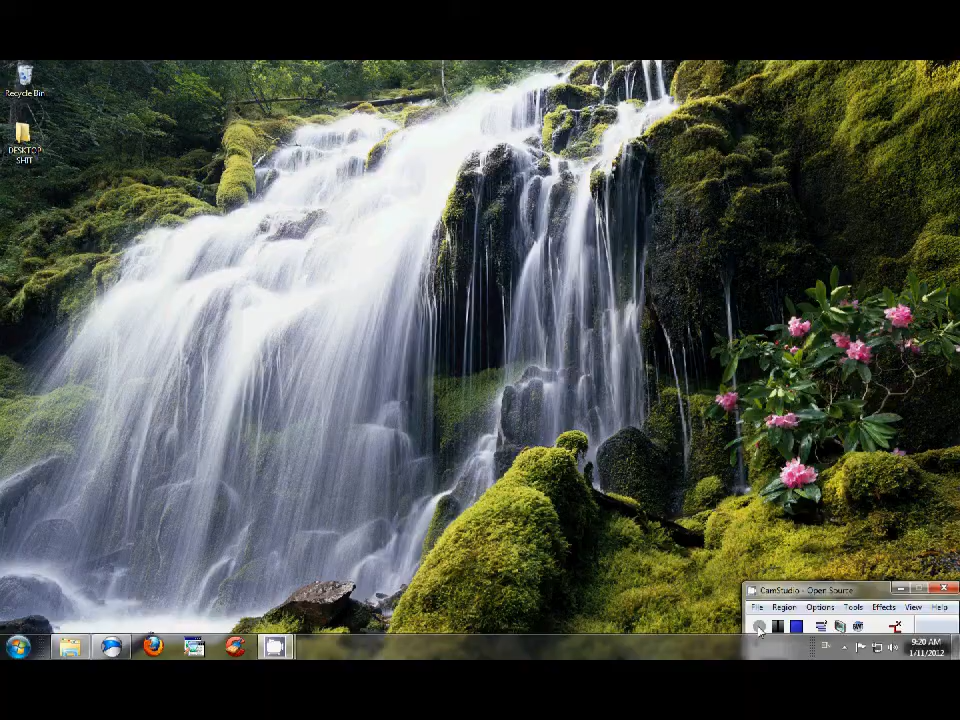 Recycle Bin
DESKTOP
SHIT
CamStudio - Open Source
File Region Options Tools Effects View Help
9:20 AM
1/11/2012